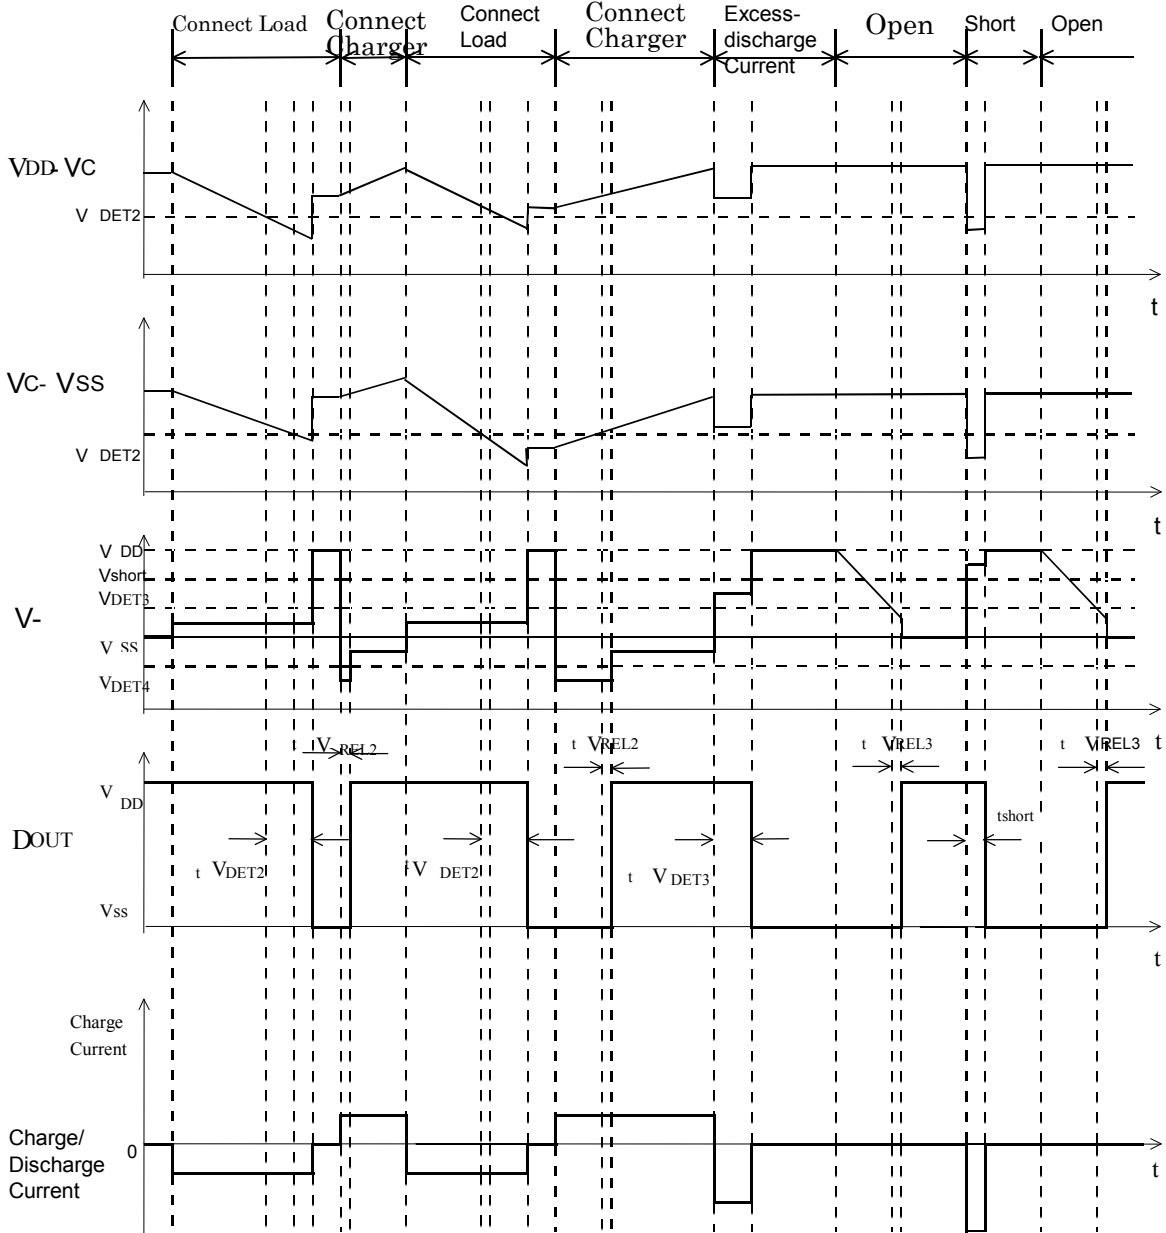 Connect Load
Connect
Charger
Connect
Load
Connect
Charger
Excess-
discharge
Current
Open
Short
Open
VDD- VC
V DET2
t
VC- VSS
V DET2
t
V DD
Vshort
VDET3
V-
V SS
VDET4
t
t VREL2
t VREL2
t VREL3
t VREL3
V DD
DOUT
tshort
t VDET2
t V DET2
t VDET3
Vss
t
Charge
Current
Charge/
Discharge
Current
0
t